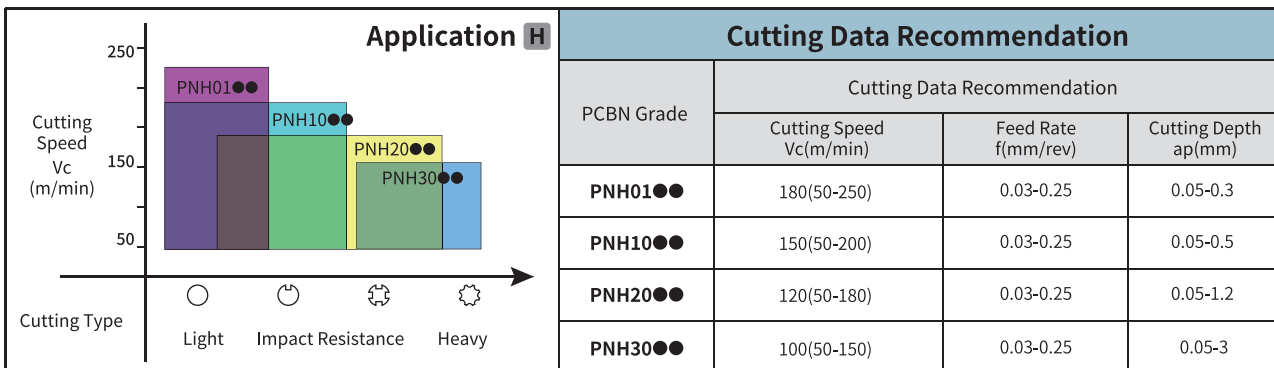 Application H
250
PNH01●●
PNH10●●
Cutting
Speed
Vc
(m/min)
PNH20●●
150
PNH30●●
50
Cutting Type
Light Impact Resistance Heavy
Cutting Data Recommendation
PCBN Grade
Cutting Data Recommendation
Cutting Speed
Vc(m/min)
Feed Rate
f(mm/rev)
Cutting Depth
ap(mm)
PNH01●● 180(50-250) 0.03-0.25 0.05-0.3
PNH10●● 150(50-200) 0.03-0.25 0.05-0.5
PNH20●● 120(50-180) 0.03-0.25 0.05-1.2
PNH30●● 100(50-150) 0.03-0.25 0.05-3